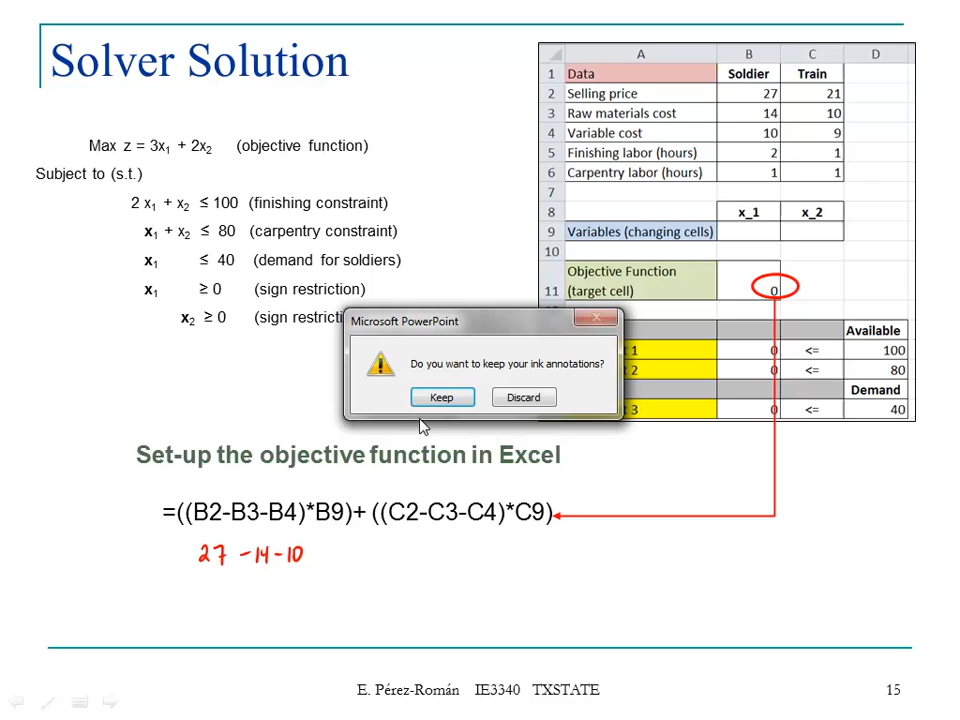 Solver Solution
Max z = 3x1 + 2x2 (objective function)
Subject to (s.t.)
2 x1 + x2 ≤ 100 (finishing constraint)
x1 + x2 ≤ 80 (carpentry constraint)
x1 ≤ 40 (demand for soldiers)
x1 ≥ 0 (sign restriction)
x2 ≥ 0 (sign restricti
A B C D
1 Data Soldier Train
2 Selling price 27 21
3 Raw materials cost 14 10
4 Variable cost 10 9
5 Finishing labor (hours) 2 1
6 Carpentry labor (hours) 1 1
7
8 x_1 x_2
9 Variables (changing cells)
10
Objective Function
11 (target cell) 0
Available
t 1 0 <= 100
t 2 0 <= 80
Demand
t 3 0 <= 40
Microsoft PowerPoint
Do you want to keep your ink annotations?
Keep Discard
Set-up the objective function in Excel
=((B2-B3-B4)*B9)+ ((C2-C3-C4)*C9)
27 -14-10
E. Pérez-Román IE3340 TXSTATE 15